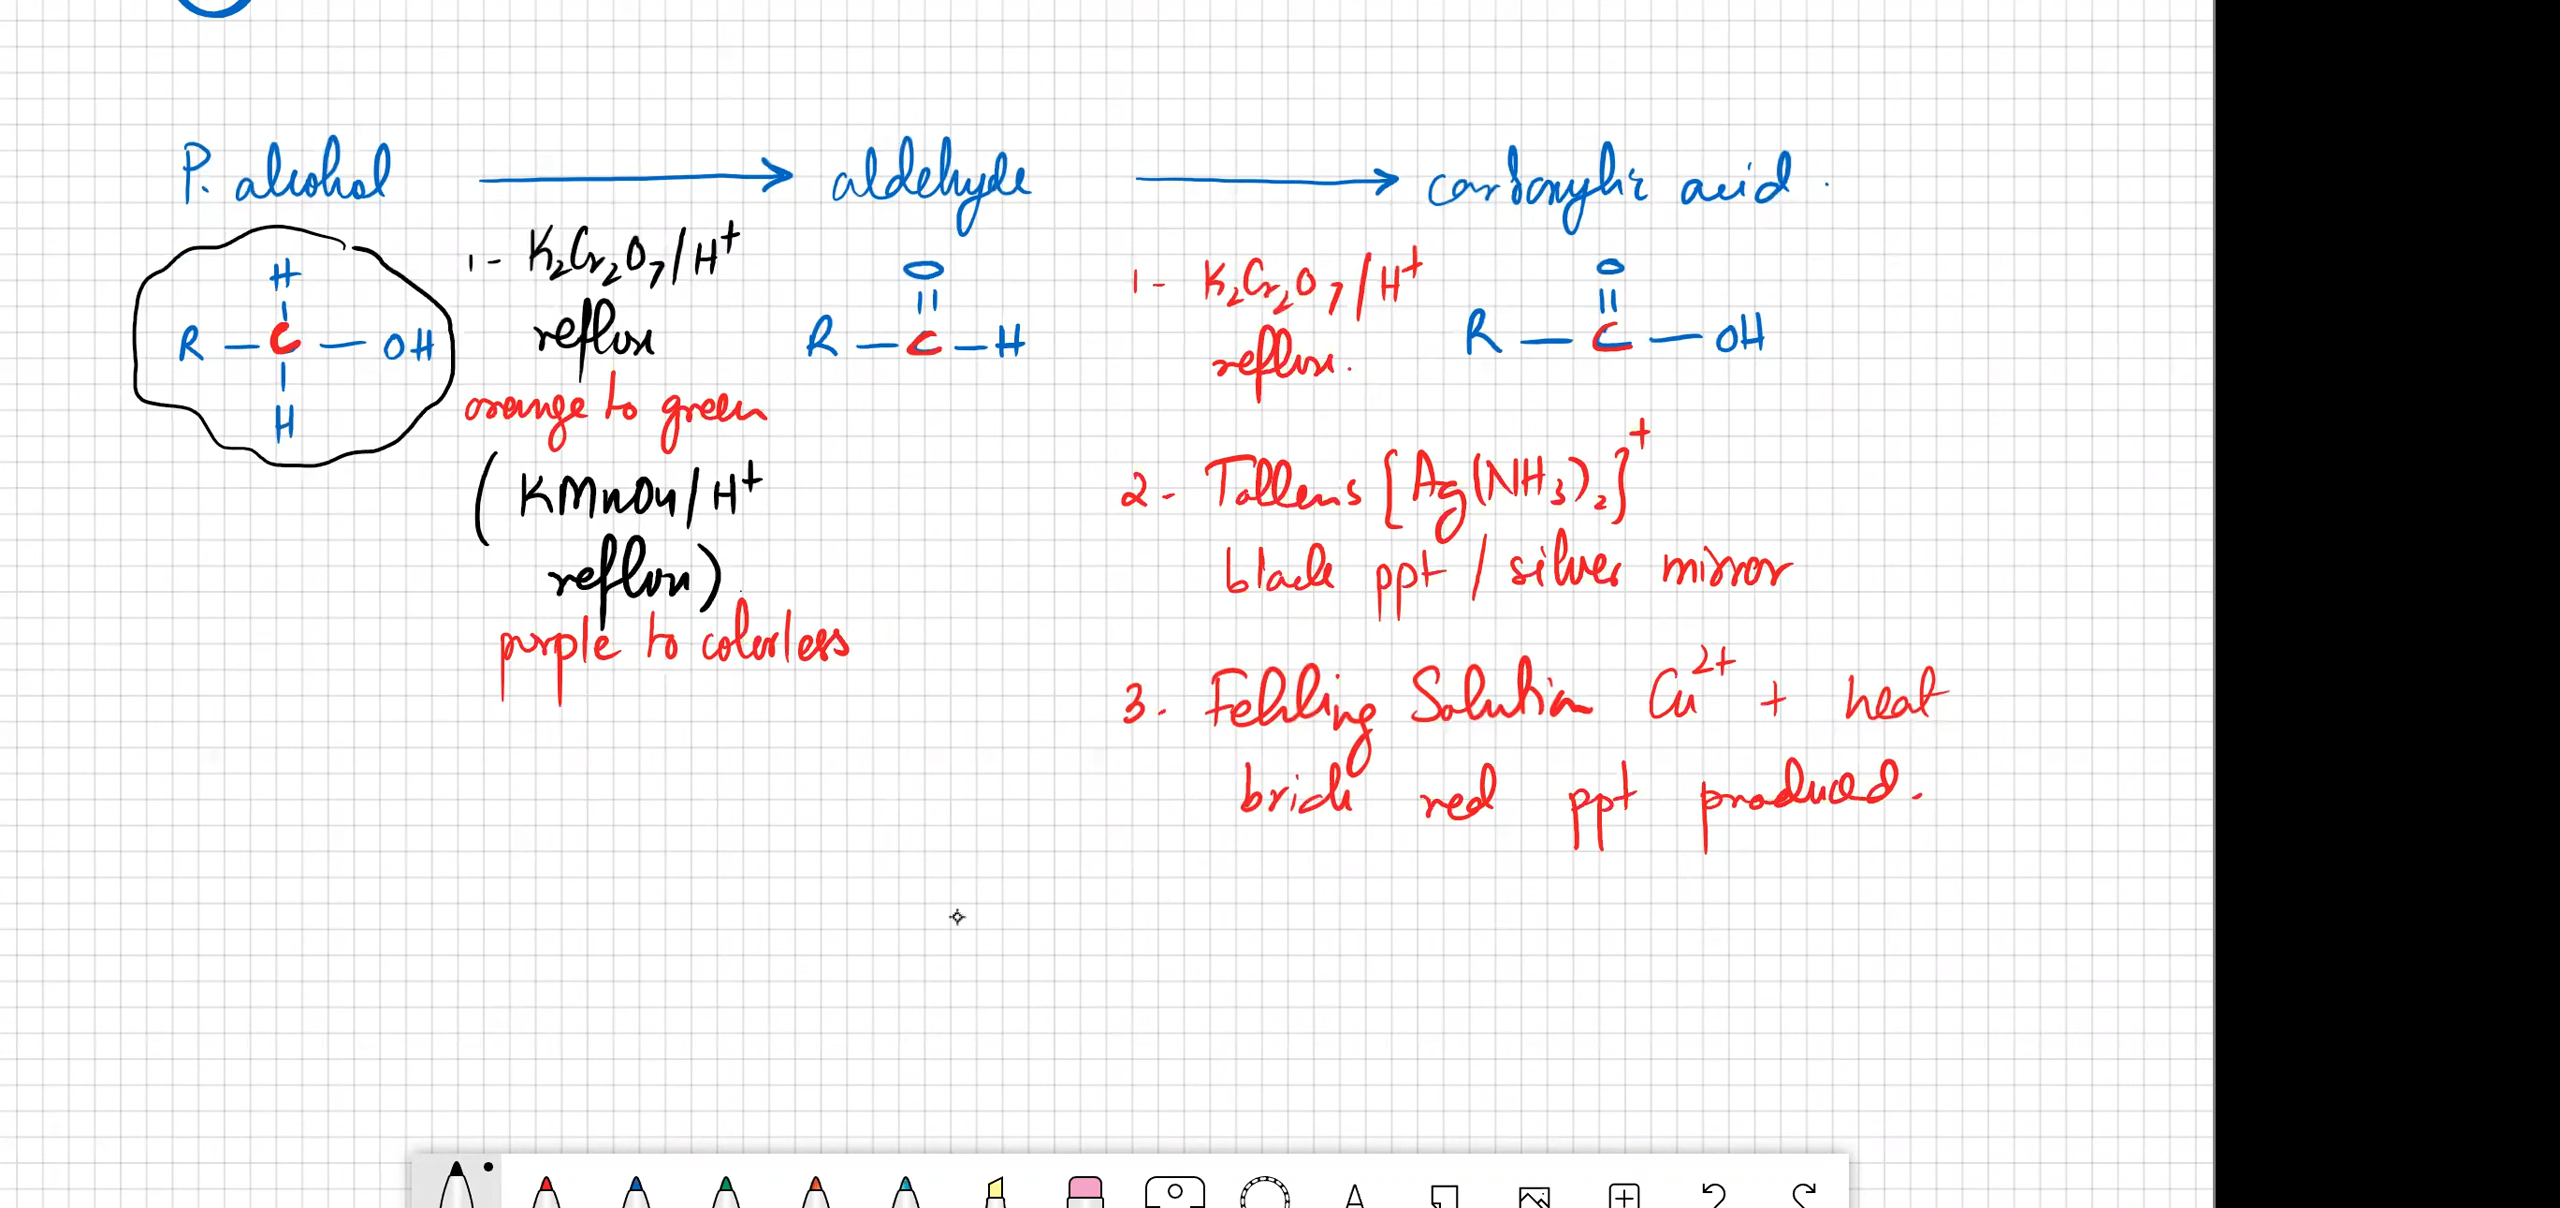 P. alcohol → aldehyde → carboxylic acid.
H
R — C — OH
H
1- K₂Cr₂O₇/H⁺
reflux
orange to green
(KMnO4/H⁺
reflux)
purple to colorless
O
R — C — H
1- K₂Cr₂O₇/H⁺
reflux.
O
R — C — OH
2- Tollens [Ag(NH₃)₂]⁺
black ppt / silver mirror
3. Fehling Solution Cu²⁺ + heat
brick red ppt produced.